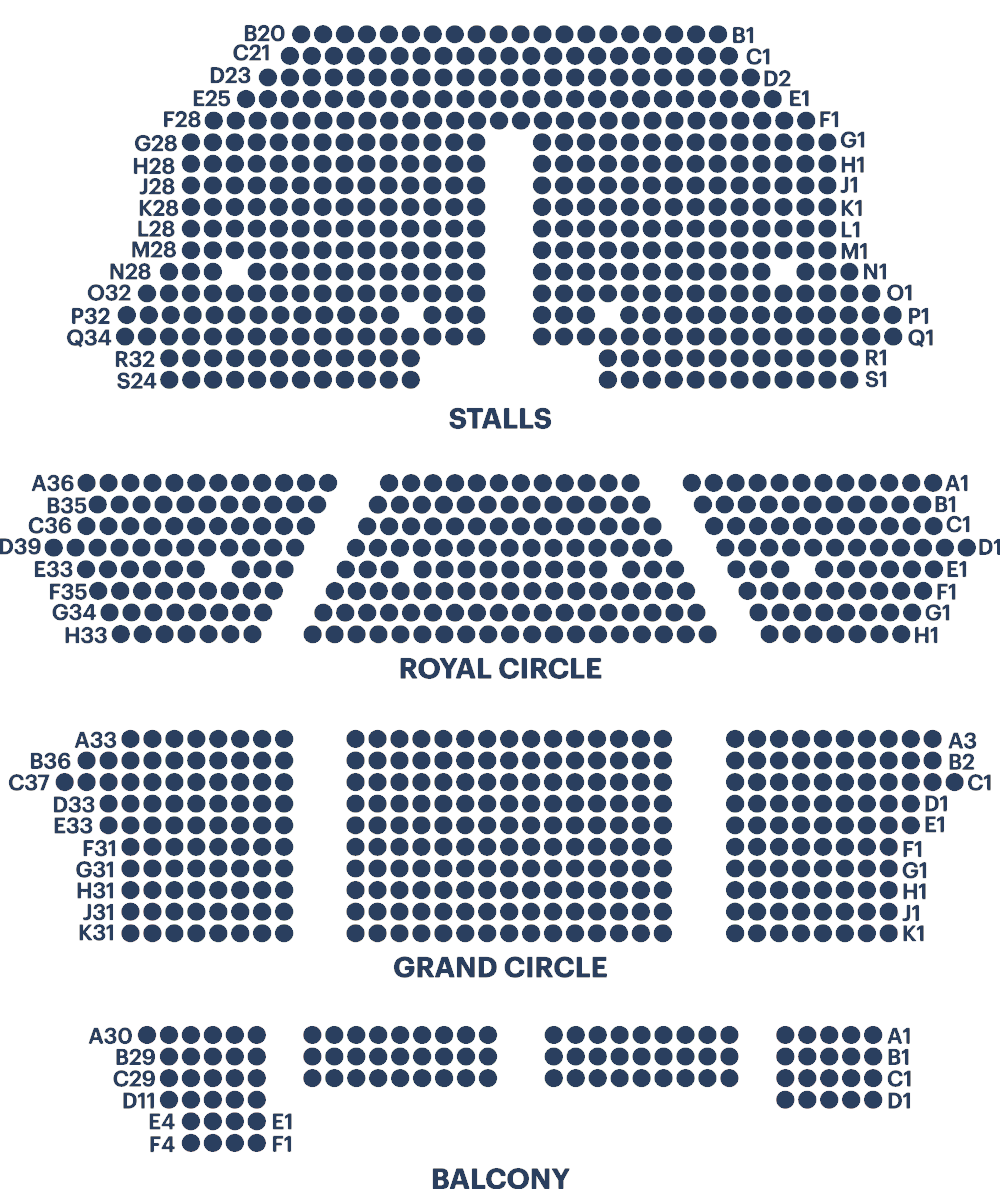 B20 B1
C21 C1
D23 D2
E25 E1
F28 F1
G28 G1
H28 H1
J28 J1
K28 K1
L28 L1
M28 M1
N28 N1
O32 O1
P32 P1
Q34 Q1
R32 R1
S24 S1
STALLS
A36 A1
B35 B1
C36 C1
D39 D1
E33 E1
F35 F1
G34 G1
H33 H1
ROYAL CIRCLE
A33 A3
B36 B2
C37 C1
D33 D1
E33 E1
F31 F1
G31 G1
H31 H1
J31 J1
K31 K1
GRAND CIRCLE
A30 A1
B29 B1
C29 C1
D11 D1
E4 E1
F4 F1
BALCONY